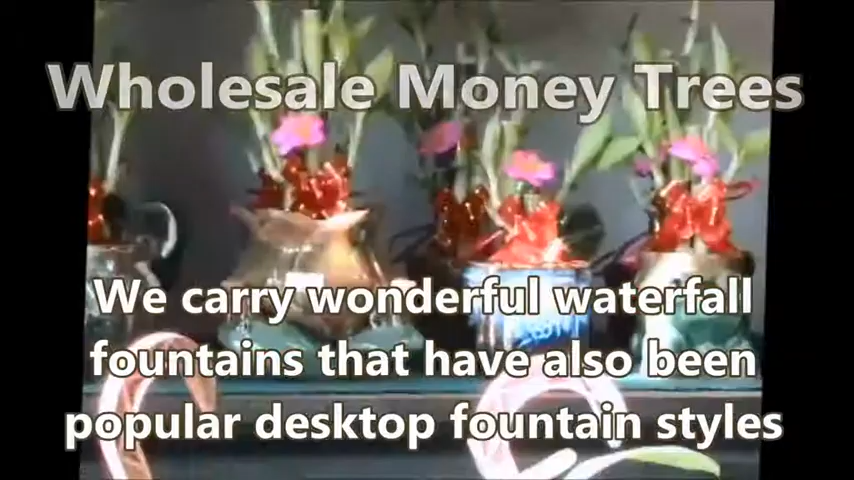 Wholesale Money Trees
We carry wonderful waterfall
fountains that have also been
popular desktop fountain styles